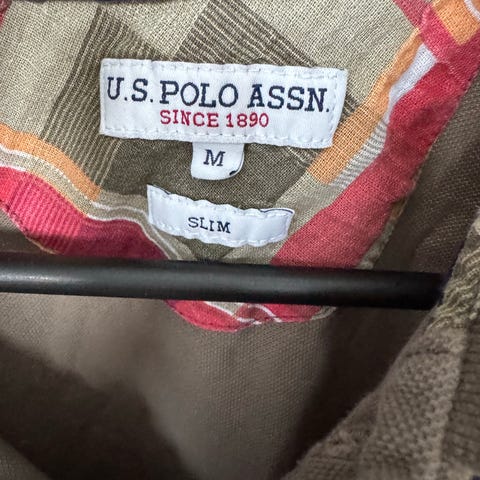 U.S. POLO ASSN.
SINCE 1890
M
SLIM